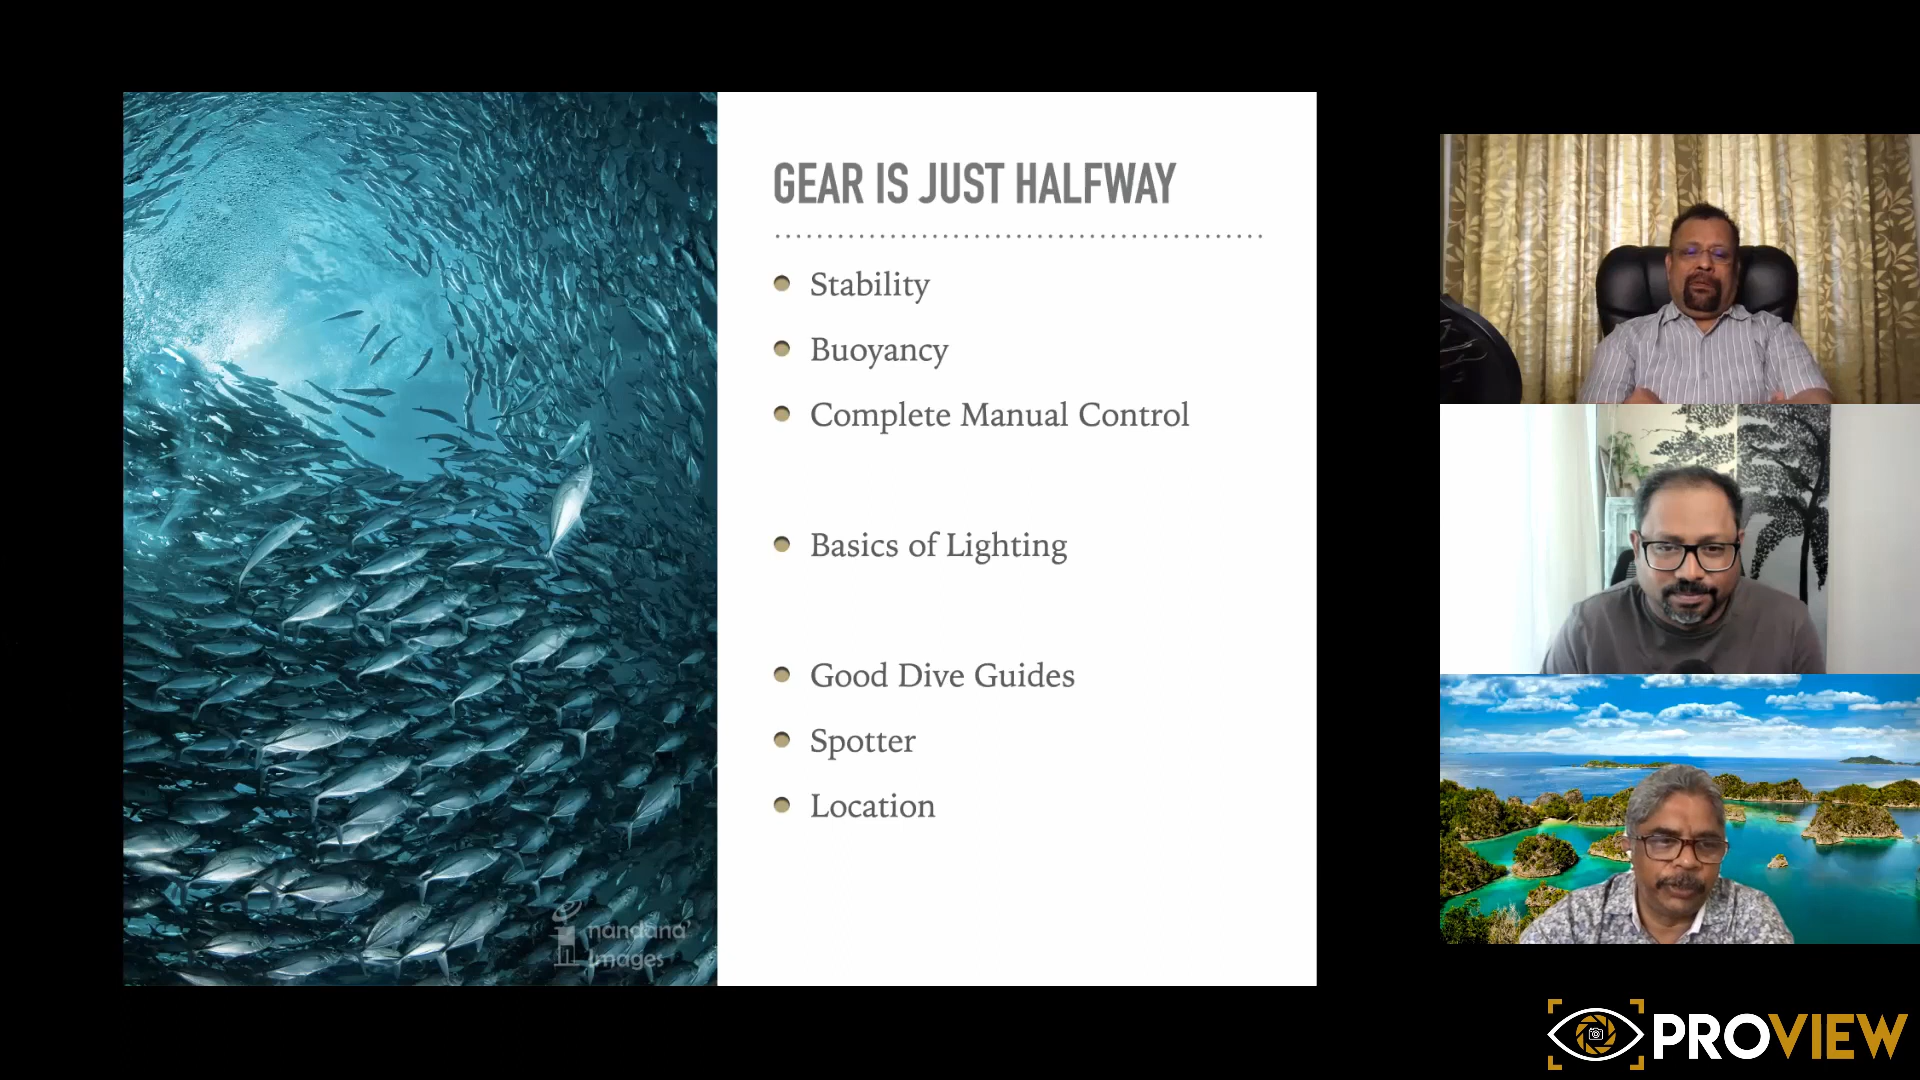 GEAR IS JUST HALFWAY
Stability
Buoyancy
Complete Manual Control
Basics of Lighting
Good Dive Guides
Spotter
Location
nandana's
images
PROVIEW